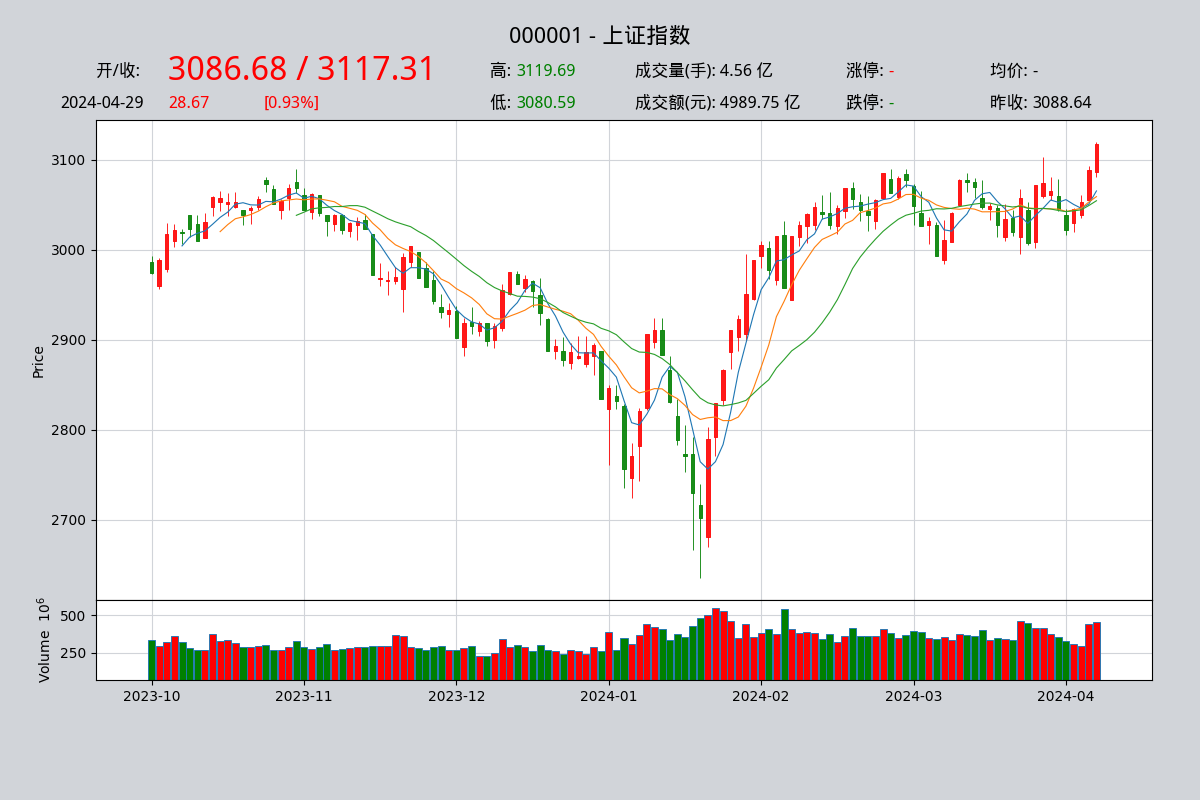 000001 - 上证指数
开/收: 3086.68 / 3117.31 高: 3119.69 成交量(手): 4.56 亿 涨停: - 均价: -
2024-04-29 28.67 [0.93%] 低: 3080.59 成交额(元): 4989.75 亿 跌停: - 昨收: 3088.64
3100
3000
2900
2800
2700
Price
500
250
Volume 10^6
2023-10 2023-11 2023-12 2024-01 2024-02 2024-03 2024-04